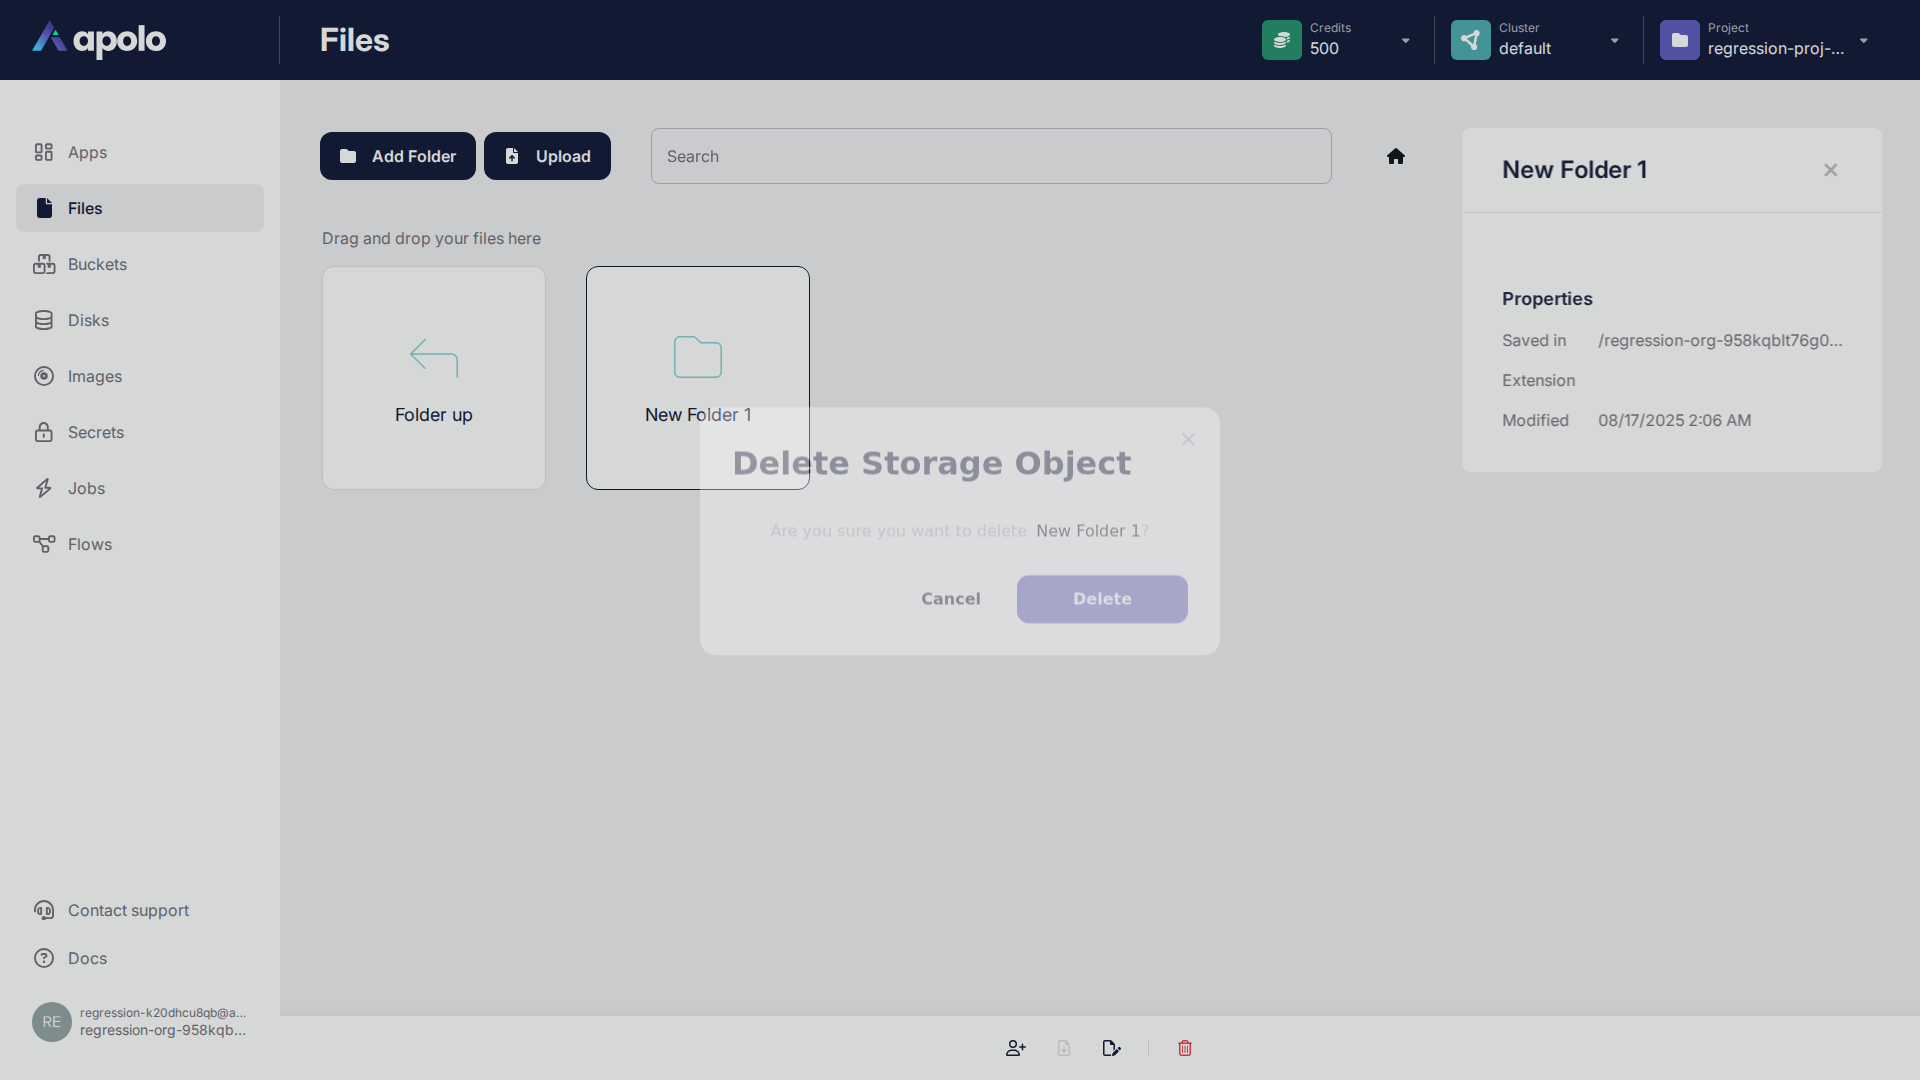 apolo
Files
Credits
500
Cluster
default
Project
regression-proj-...
Apps
Files
Buckets
Disks
Images
Secrets
Jobs
Flows
Contact support
Docs
RE
regression-k20dhcu8qb@a...
regression-org-958kqb...
Add Folder
Upload
Search
Drag and drop your files here
Folder up
New Folder 1
Delete Storage Object
Are you sure you want to delete New Folder 1?
Cancel
Delete
New Folder 1
Properties
Saved in /regression-org-958kqblt76g0...
Extension
Modified 08/17/2025 2:06 AM